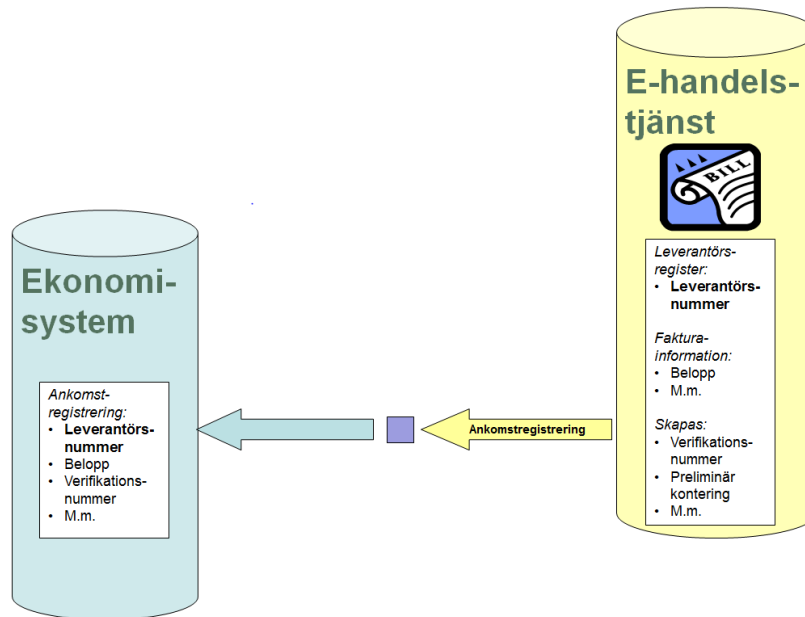 E-handels-
tjänst
BILL
Leverantörs-
register:
• Leverantörs-
nummer
Faktura-
information:
• Belopp
• M.m.
Skapas:
• Verifikations-
nummer
• Preliminär
kontering
• M.m.
Ekonomi-
system
Ankomst-
registrering:
• Leverantörs-
nummer
• Belopp
• Verifikations-
nummer
• M.m.
Ankomstregistrering